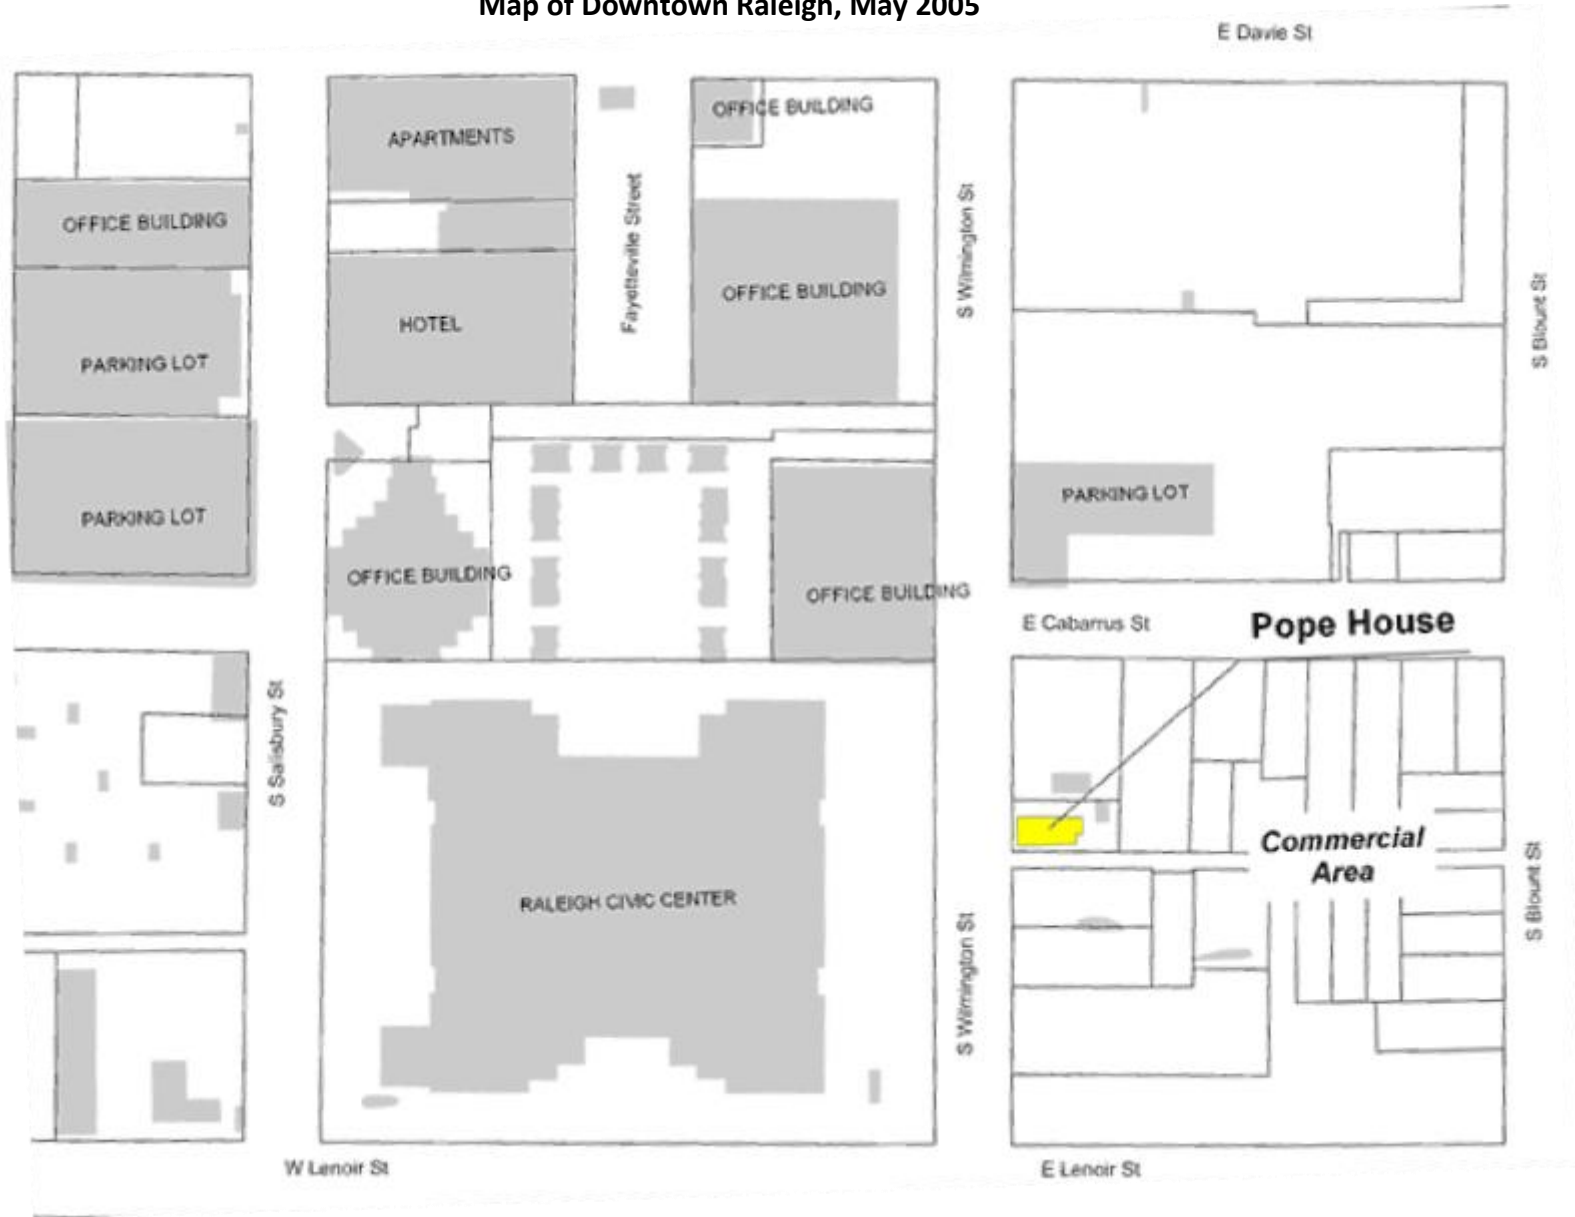 Map of Downtown Raleigh, May 2005
E Davie St
OFFICE BUILDING
APARTMENTS
OFFICE BUILDING
Fayetteville Street
S Wilmington St
OFFICE BUILDING
HOTEL
S Blount St
PARKING LOT
PARKING LOT
PARKING LOT
OFFICE BUILDING
OFFICE BUILDING
E Cabarrus St
Pope House
S Salisbury St
Commercial
Area
RALEIGH CIVIC CENTER
S Wilmington St
S Blount St
W Lenoir St
E Lenoir St